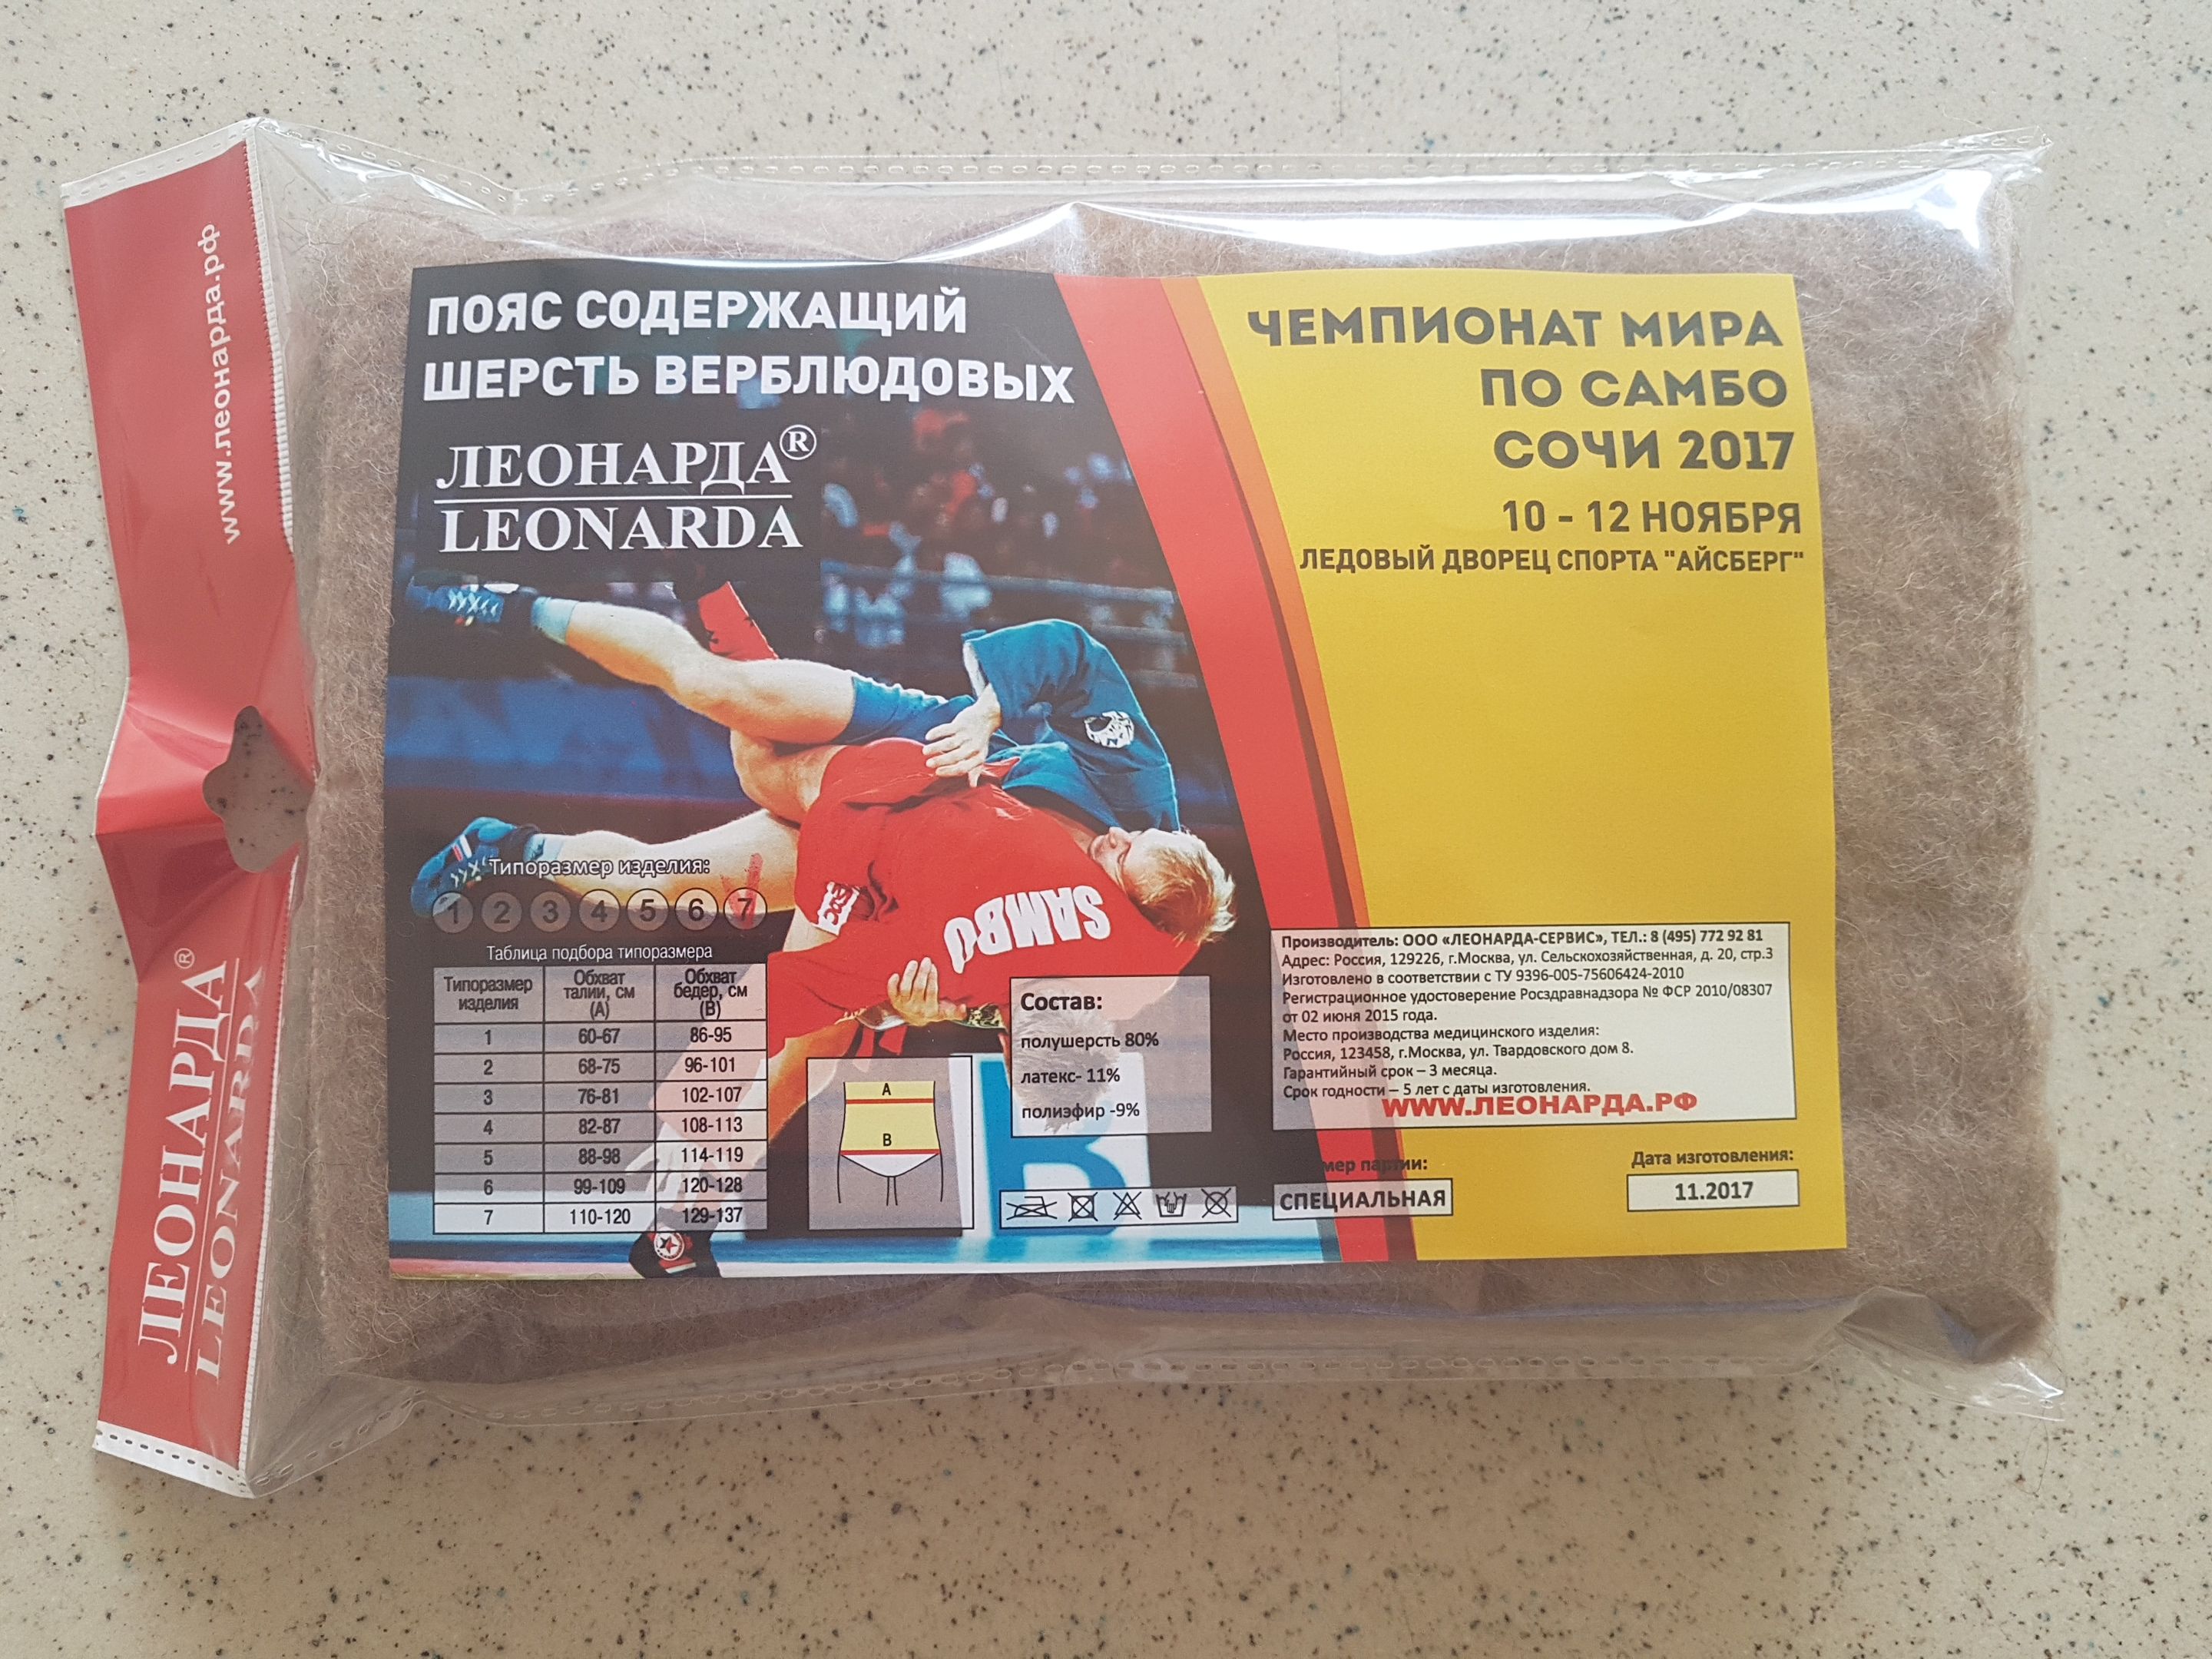 www.леонарда.рф
ЛЕОНАРДА®
LEONARDA
ПОЯС СОДЕРЖАЩИЙ
ШЕРСТЬ ВЕРБЛЮДОВЫХ
ЛЕОНАРДА®
LEONARDA
ЧЕМПИОНАТ МИРА
ПО САМБО
СОЧИ 2017
10 - 12 НОЯБРЯ
ЛЕДОВЫЙ ДВОРЕЦ СПОРТА "АЙСБЕРГ"
SAMBO
Типоразмер изделия:
1 2 3 4 5 6 7
Таблица подбора типоразмера
Типоразмер изделия Обхват талии, см (А) Обхват бедер, см (В)
1 60-67 86-95
2 68-75 96-101
3 76-81 102-107
4 82-87 108-113
5 88-98 114-119
6 99-109 120-128
7 110-120 129-137
A
B
Состав:
полушерсть 80%
латекс- 11%
полиэфир -9%
B
Производитель: ООО «ЛЕОНАРДА-СЕРВИС», ТЕЛ.: 8 (495) 772 92 81
Адрес: Россия, 129226, г.Москва, ул. Сельскохозяйственная, д. 20, стр.3
Изготовлено в соответствии с ТУ 9396-005-75606424-2010
Регистрационное удостоверение Росздравнадзора № ФСР 2010/08307
от 02 июня 2015 года.
Место производства медицинского изделия:
Россия, 123458, г.Москва, ул. Твардовского дом 8.
Гарантийный срок – 3 месяца.
Срок годности – 5 лет с даты изготовления.
WWW.ЛЕОНАРДА.РФ
мер партии:
СПЕЦИАЛЬНАЯ
Дата изготовления:
11.2017